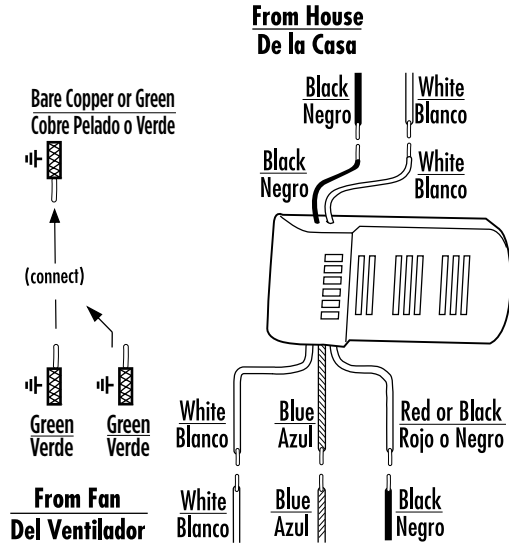 From House
De la Casa
Black
Negro
White
Blanco
Bare Copper or Green
Cobre Pelado o Verde
Black
Negro
White
Blanco
(connect)
Green
Verde
Green
Verde
White
Blanco
Blue
Azul
Red or Black
Rojo o Negro
From Fan
Del Ventilador
White
Blanco
Blue
Azul
Black
Negro